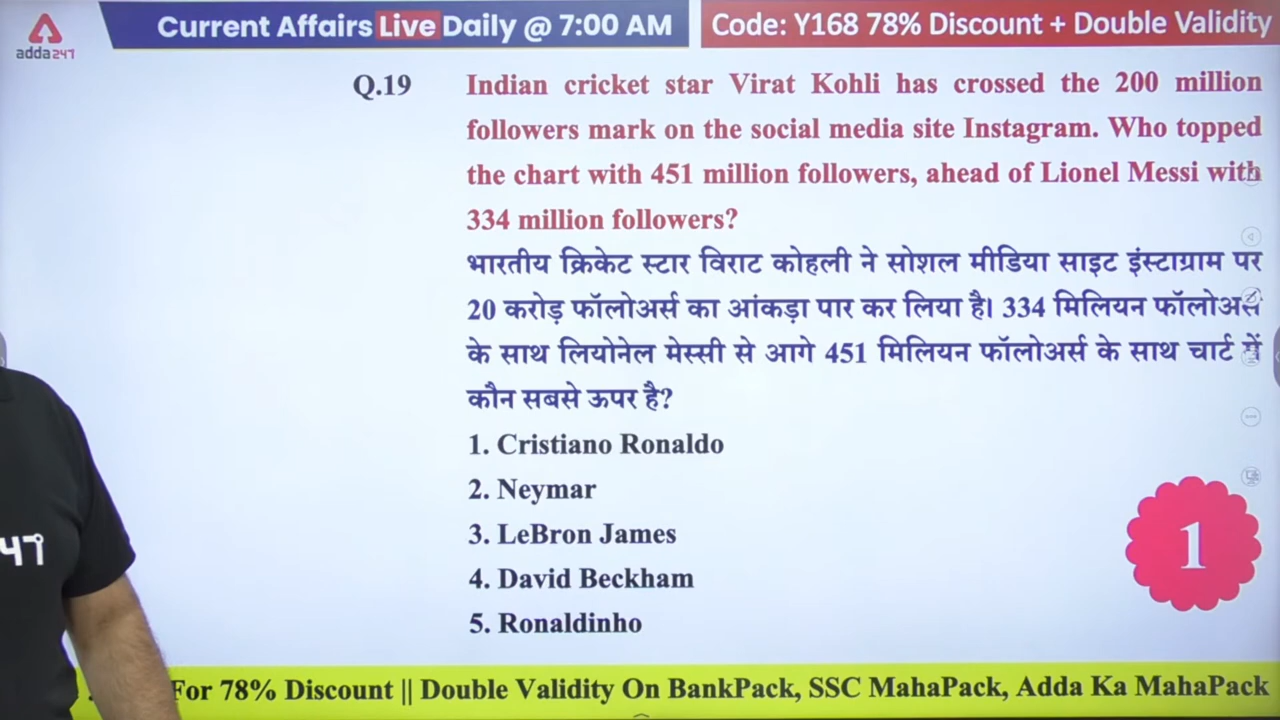 Current Affairs Live Daily @ 7:00 AM
Code: Y168 78% Discount + Double Validity
adda247
Q.19
Indian cricket star Virat Kohli has crossed the 200 million
followers mark on the social media site Instagram. Who topped
the chart with 451 million followers, ahead of Lionel Messi with
334 million followers?
भारतीय क्रिकेट स्टार विराट कोहली ने सोशल मीडिया साइट इंस्टाग्राम पर
20 करोड़ फॉलोअर्स का आंकड़ा पार कर लिया है। 334 मिलियन फॉलोअर्स
के साथ लियोनेल मेस्सी से आगे 451 मिलियन फॉलोअर्स के साथ चार्ट में
कौन सबसे ऊपर है?
1. Cristiano Ronaldo
2. Neymar
3. LeBron James
4. David Beckham
5. Ronaldinho
1
47
For 78% Discount || Double Validity On BankPack, SSC MahaPack, Adda Ka MahaPack